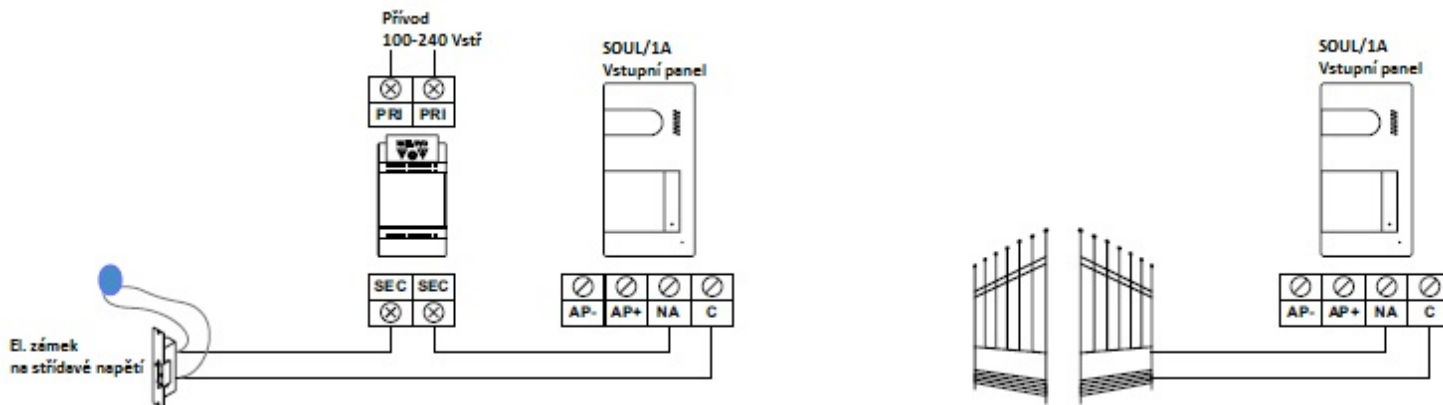 Přívod
100-240 Vstř
SOUL/1A
Vstupní panel
PRI PRI
SEC SEC
AP- AP+ NA C
El. zámek
na střídavé napětí
SOUL/1A
Vstupní panel
AP- AP+ NA C